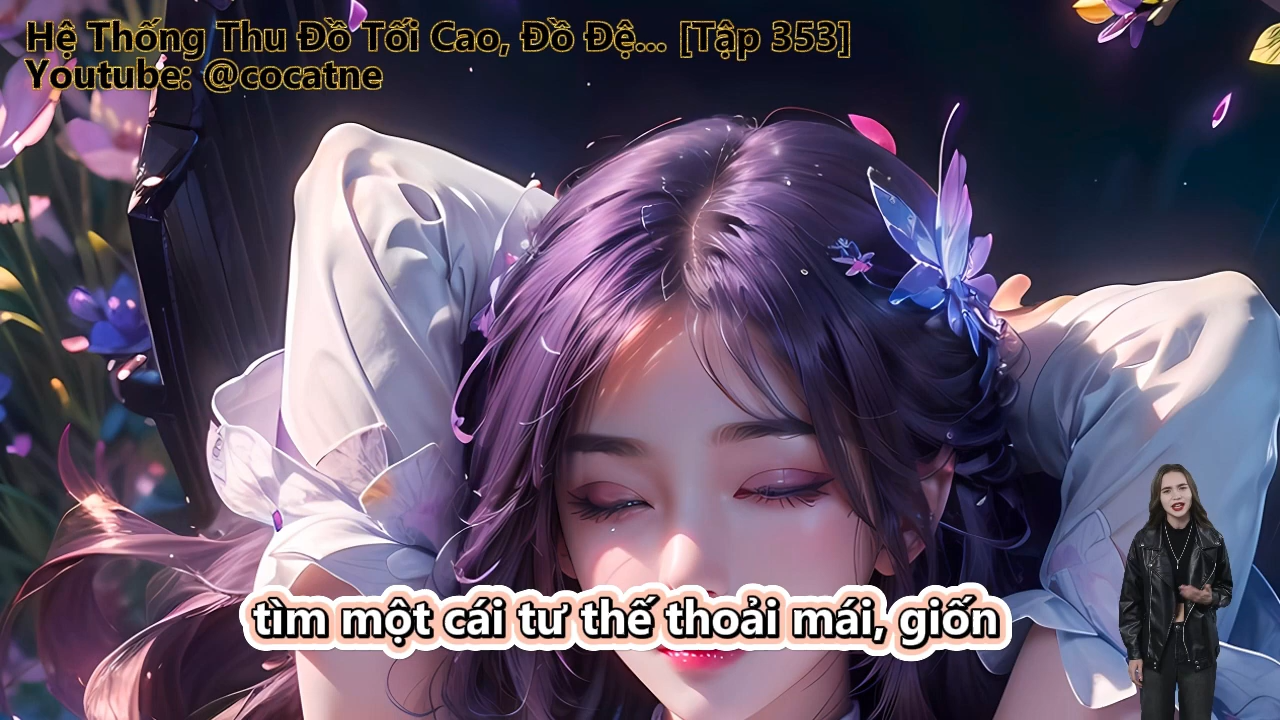 Hệ Thống Thu Đồ Tối Cao, Đồ Đệ... [Tập 353]
Youtube: @cocatne
tìm một cái tư thế thoải mái, giốn